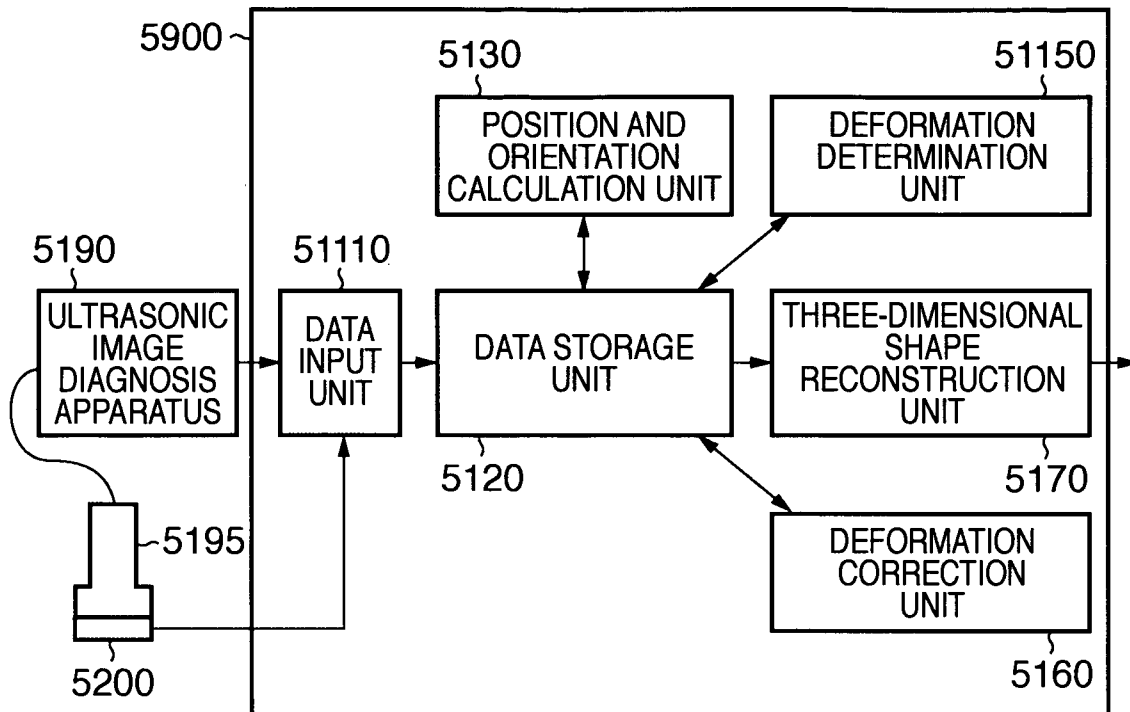 5900
5130
POSITION AND
ORIENTATION
CALCULATION UNIT
51150
DEFORMATION
DETERMINATION
UNIT
5190
ULTRASONIC
IMAGE
DIAGNOSIS
APPARATUS
51110
DATA
INPUT
UNIT
DATA STORAGE
UNIT
5120
THREE-DIMENSIONAL
SHAPE
RECONSTRUCTION
UNIT
5170
5195
5200
DEFORMATION
CORRECTION
UNIT
5160